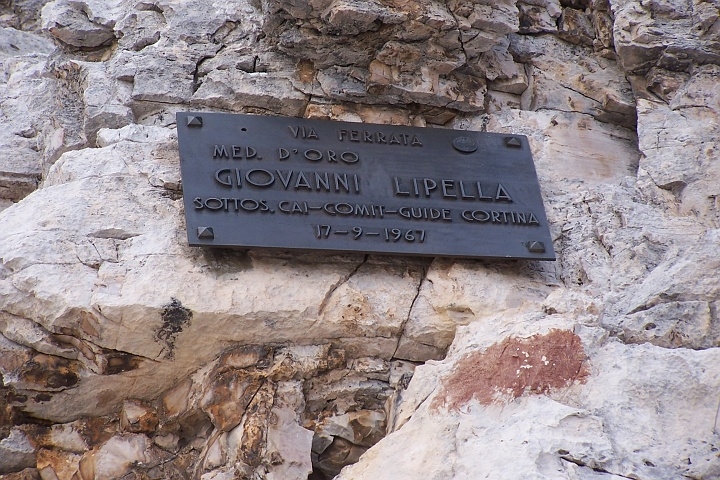 VIA FERRATA
MED. D'ORO
GIOVANNI LIPELLA
SOTTOS. CAI-COMIT-GUIDE CORTINA
17-9-1967